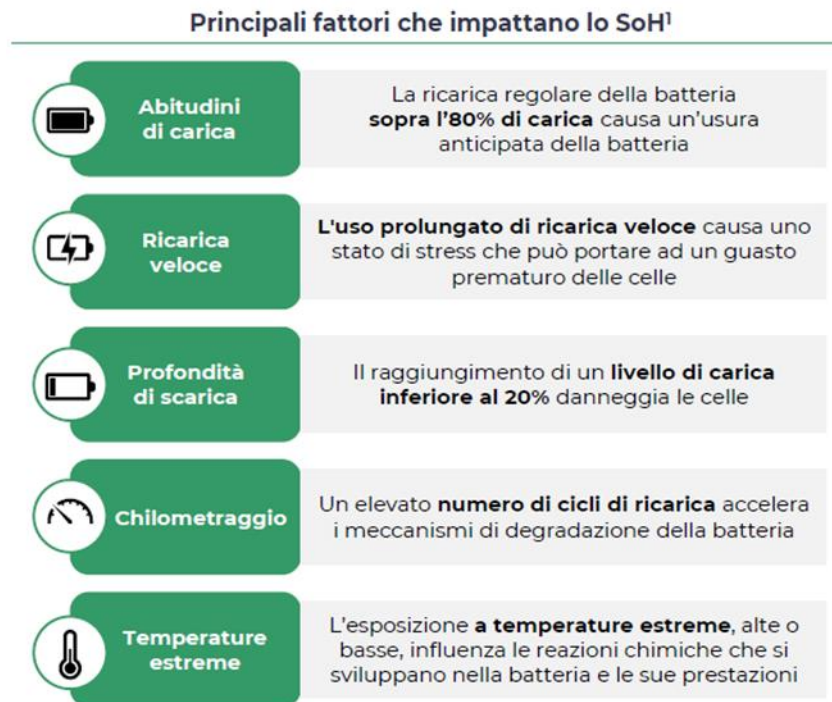 Principali fattori che impattano lo SoH¹
Abitudini
di carica
La ricarica regolare della batteria
sopra l'80% di carica causa un'usura
anticipata della batteria
Ricarica
veloce
L'uso prolungato di ricarica veloce causa uno
stato di stress che può portare ad un guasto
prematuro delle celle
Profondità
di scarica
Il raggiungimento di un livello di carica
inferiore al 20% danneggia le celle
Chilometraggio
Un elevato numero di cicli di ricarica accelera
i meccanismi di degradazione della batteria
Temperature
estreme
L'esposizione a temperature estreme, alte o
basse, influenza le reazioni chimiche che si
sviluppano nella batteria e le sue prestazioni